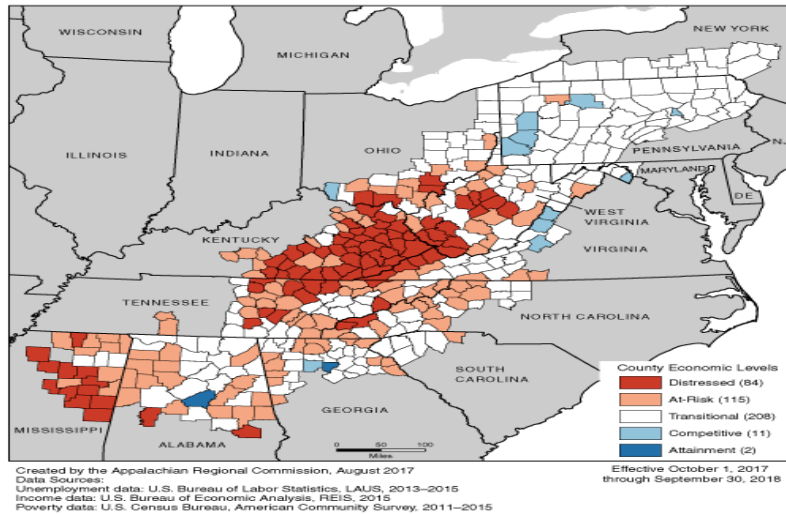 WISCONSIN
MICHIGAN
NEW YORK
ILLINOIS
INDIANA
OHIO
PENNSYLVANIA
NJ
MARYLAND
DE
WEST
VIRGINIA
VIRGINIA
KENTUCKY
TENNESSEE
NORTH CAROLINA
SOUTH
CAROLINA
GEORGIA
MISSISSIPPI
ALABAMA
County Economic Levels
Distressed (84)
At-Risk (115)
Transitional (208)
Competitive (11)
Attainment (2)
0 50 100
Miles
Created by the Appalachian Regional Commission, August 2017
Data Sources:
Unemployment data: U.S. Bureau of Labor Statistics, LAUS, 2013–2015
Income data: U.S. Bureau of Economic Analysis, REIS, 2015
Poverty data: U.S. Census Bureau, American Community Survey, 2011–2015
Effective October 1, 2017
through September 30, 2018